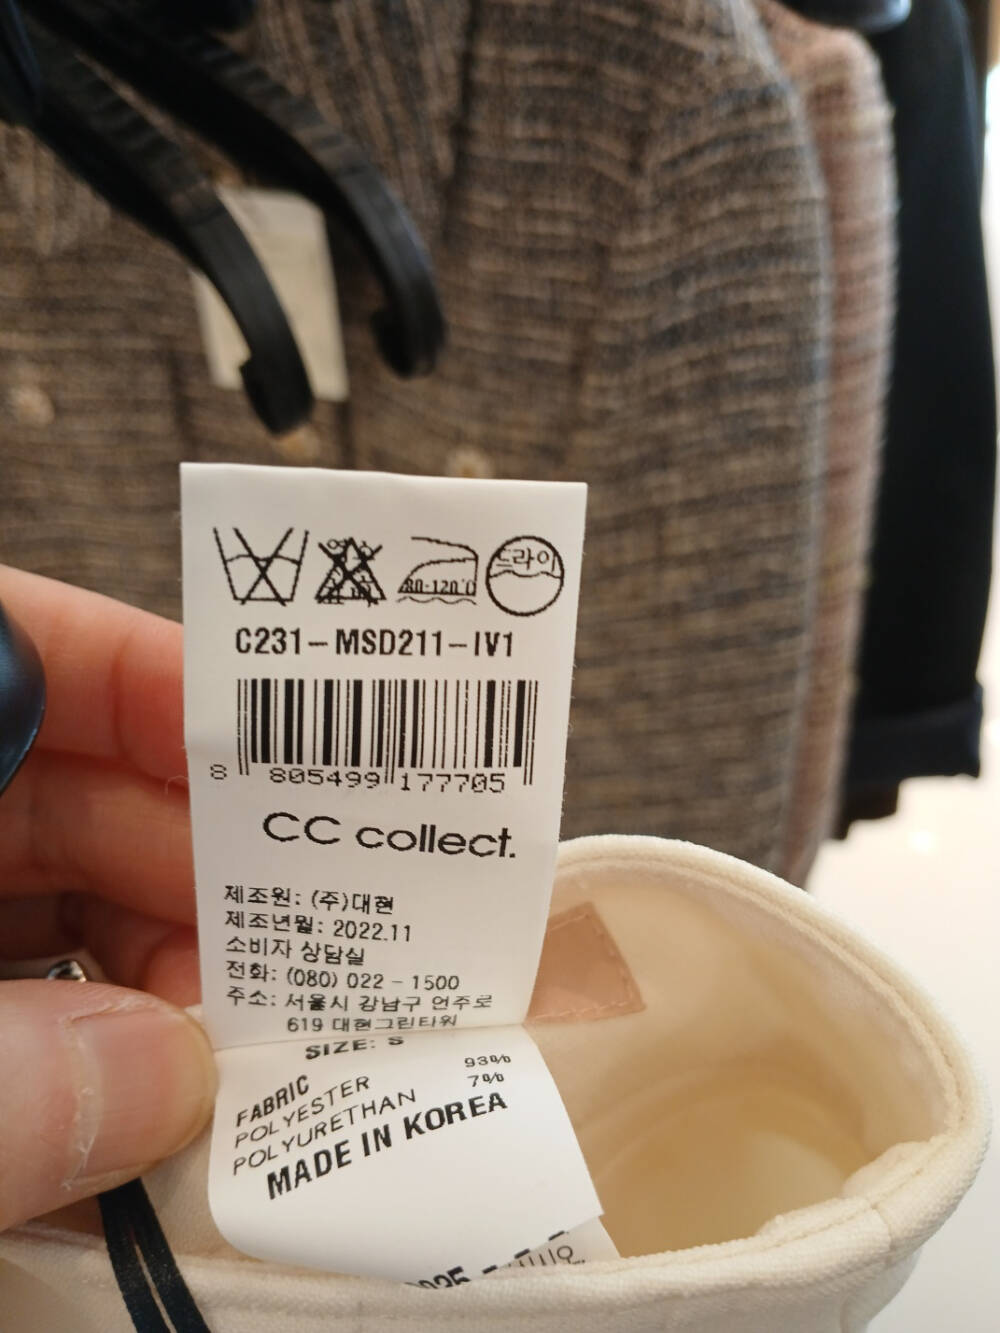 드라이
80-120℃
C231-MSD211-IV1
8 805499 177705
CC collect.
제조원: (주)대현
제조년월: 2022.11
소비자 상담실
전화: (080) 022-1500
주소: 서울시 강남구 언주로
619 대현그린타워
SIZE: S
FABRIC
POLYESTER 93%
POLYURETHAN 7%
MADE IN KOREA